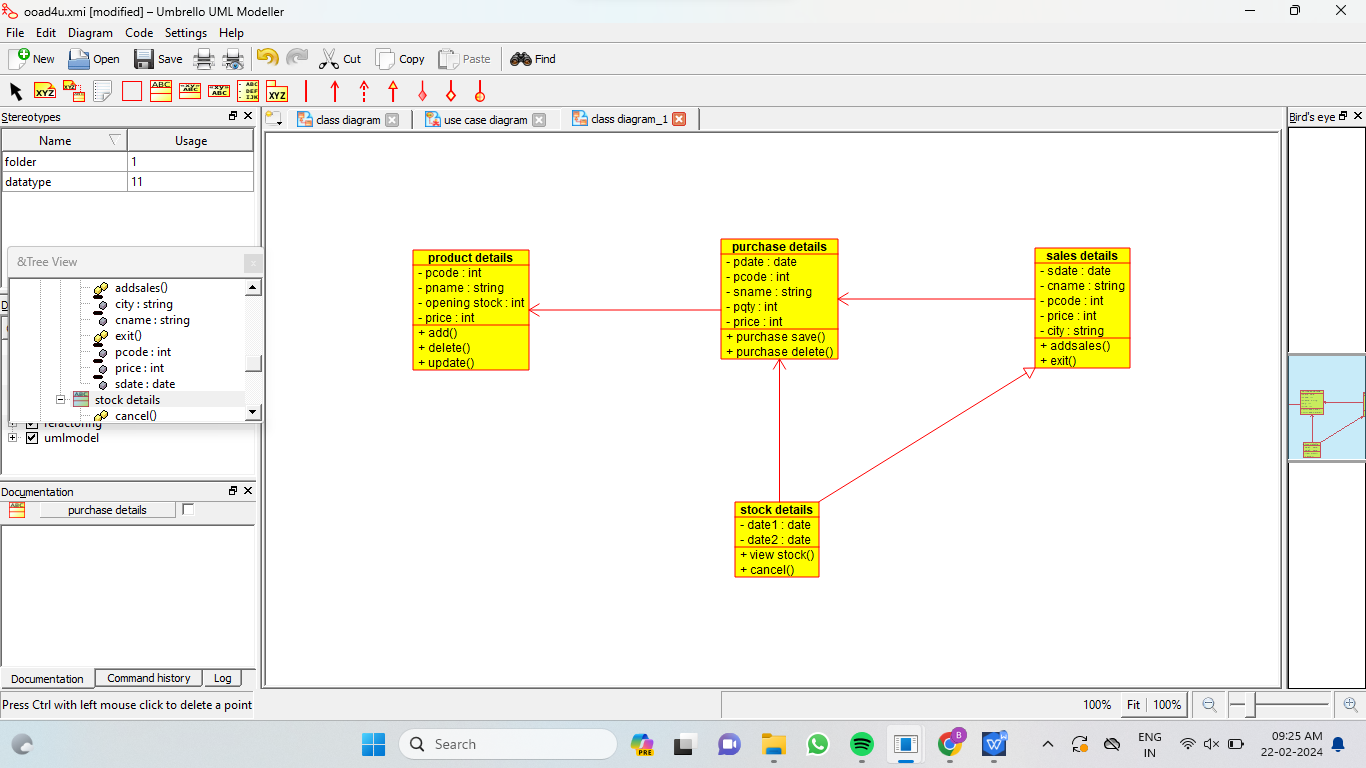 ooad4u.xmi [modified] – Umbrello UML Modeller
File Edit Diagram Code Settings Help
New Open Save Cut Copy Paste Find
XYZ ABC XYZ
Stereotypes
Name Usage
folder 1
datatype 11
&Tree View
addsales()
city : string
cname : string
exit()
pcode : int
price : int
sdate : date
stock details
cancel()
refactoring
umlmodel
Documentation
purchase details
Documentation Command history Log
Press Ctrl with left mouse click to delete a point
class diagram use case diagram class diagram_1
product details
- pcode : int
- pname : string
- opening stock : int
- price : int
+ add()
+ delete()
+ update()
purchase details
- pdate : date
- pcode : int
- sname : string
- pqty : int
- price : int
+ purchase save()
+ purchase delete()
sales details
- sdate : date
- cname : string
- pcode : int
- price : int
- city : string
+ addsales()
+ exit()
stock details
- date1 : date
- date2 : date
+ view stock()
+ cancel()
Bird's eye
100% Fit 100%
Search
PRE
B
W
ENG
IN
09:25 AM
22-02-2024